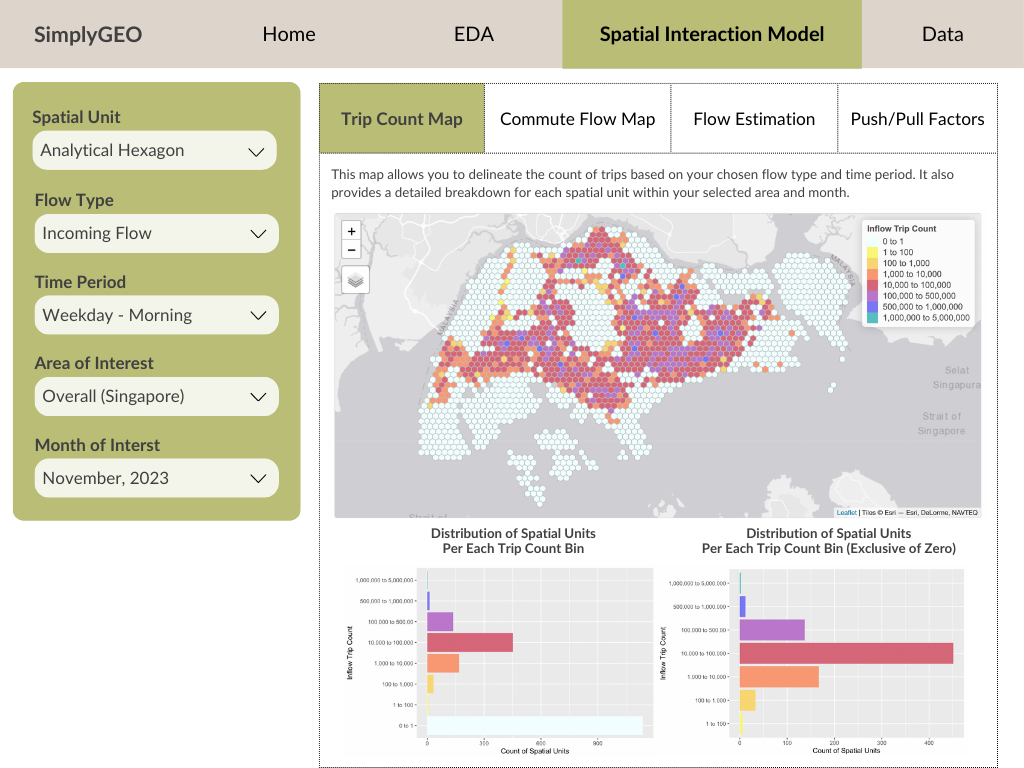 SimplyGEO
Home
EDA
Spatial Interaction Model
Data
Spatial Unit
Analytical Hexagon
Flow Type
Incoming Flow
Time Period
Weekday - Morning
Area of Interest
Overall (Singapore)
Month of Interst
November, 2023
Trip Count Map
Commute Flow Map
Flow Estimation
Push/Pull Factors
This map allows you to delineate the count of trips based on your chosen flow type and time period. It also
provides a detailed breakdown for each spatial unit within your selected area and month.
+
−
Inflow Trip Count
0 to 1
1 to 100
100 to 1,000
1,000 to 10,000
10,000 to 100,000
100,000 to 500,000
500,000 to 1,000,000
1,000,000 to 5,000,000
MALAYSIA
MALAYSIA
Selat
Singapura
Strait of
Singapore
Strait of
Leaflet | Tiles © Esri — Esri, DeLorme, NAVTEQ
Distribution of Spatial Units
Per Each Trip Count Bin
Inflow Trip Count
1,000,000 to 5,000,000
500,000 to 1,000,000
100,000 to 500,00
10,000 to 100,000
1,000 to 10,000
100 to 1,000
1 to 100
0 to 1
0
300
600
900
Count of Spatial Units
Distribution of Spatial Units
Per Each Trip Count Bin (Exclusive of Zero)
Inflow Trip Count
1,000,000 to 5,000,000
500,000 to 1,000,000
100,000 to 500,00
10,000 to 100,000
1,000 to 10,000
100 to 1,000
1 to 100
0
100
200
300
400
Count of Spatial Units